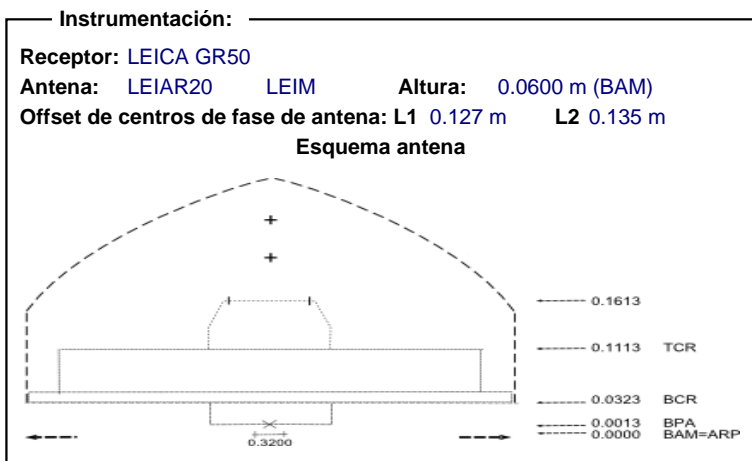 Instrumentación:
Receptor: LEICA GR50
Antena: LEIAR20 LEIM Altura: 0.0600 m (BAM)
Offset de centros de fase de antena: L1 0.127 m L2 0.135 m
Esquema antena
0.1613
0.1113 TCR
0.0323 BCR
0.0013 BPA
0.0000 BAM=ARP
0.3200